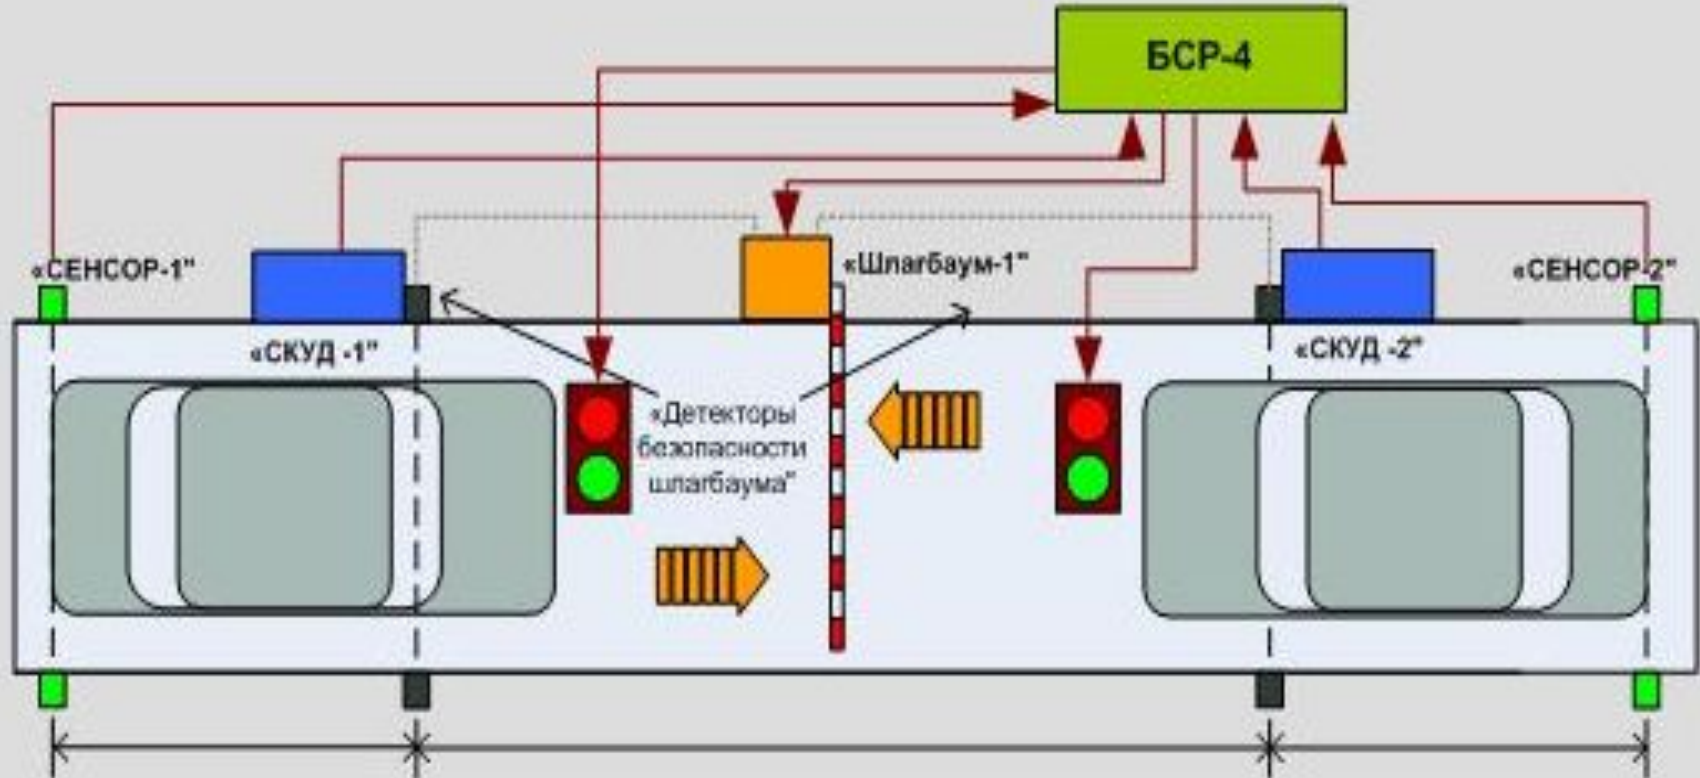 БСР-4
«СЕНСОР-1"
«Шлагбаум-1"
«СЕНСОР-2"
«СКУД -1"
«СКУД -2"
«Детекторы
безопасности
шлагбаума"